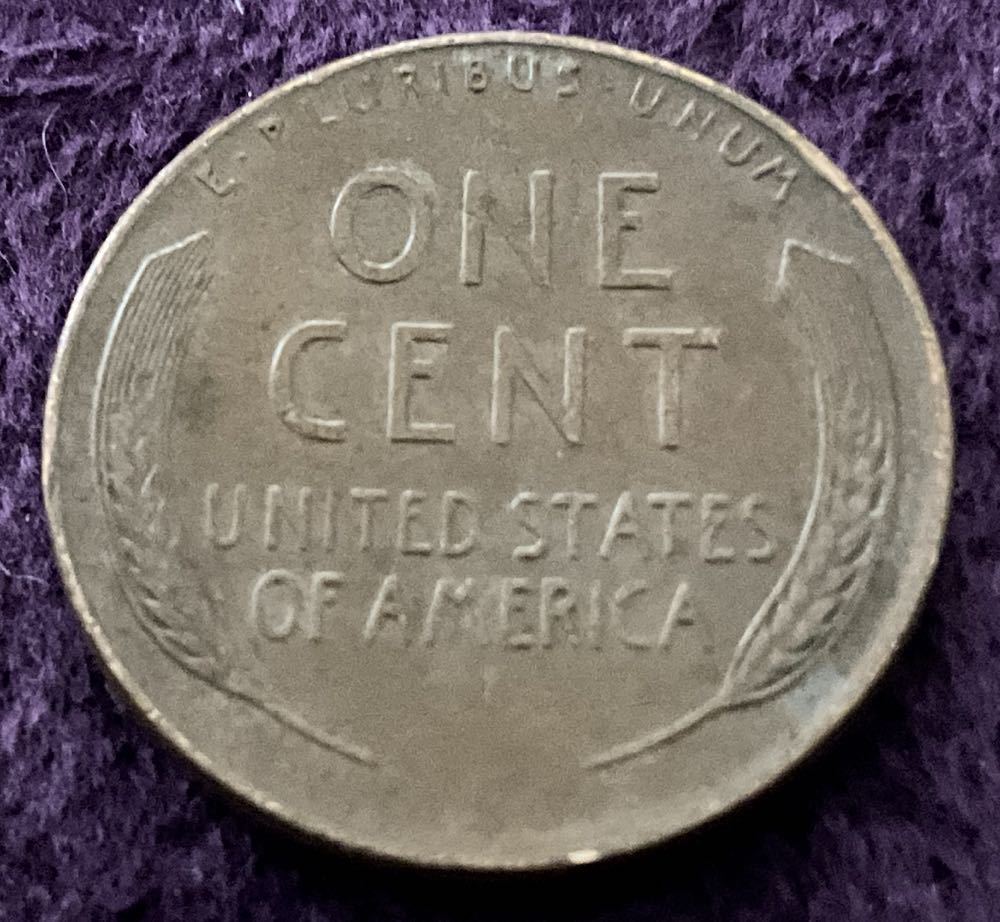 E·PLURIBUS·UNUM
ONE
CENT
UNITED STATES
OF AMERICA